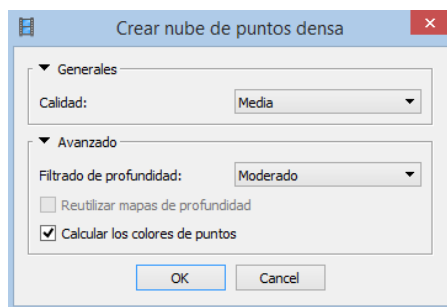 Crear nube de puntos densa
Generales
Calidad: Media
Avanzado
Filtrado de profundidad: Moderado
Reutilizar mapas de profundidad
Calcular los colores de puntos
OK Cancel